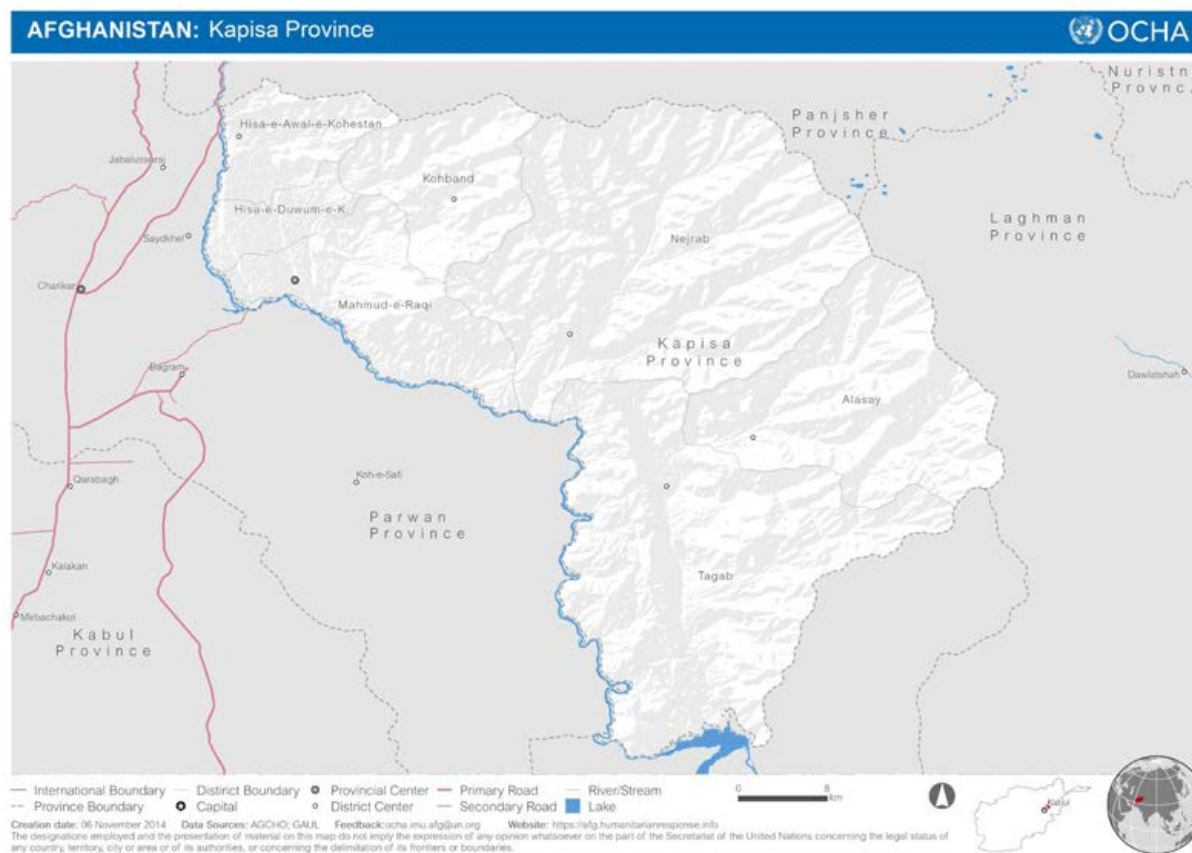 AFGHANISTAN: Kapisa Province
OCHA
Nuristn
Provnc.
Panjsher
Province
Hisa-e-Awal-e-Kohestan
Jabalussaraj
Kohband
Hisa-e-Duwum-e-K.
Laghman
Province
Saydkhel
Nejrab
Charikar
Mahmud-e-Raqi
Kapisa
Province
Bagram
Dawlatshah
Alasay
Koh-e-Safi
Qarabagh
Parwan
Province
Kalakan
Tagab
Mirbachakot
Kabul
Province
International Boundary District Boundary Provincial Center Primary Road River/Stream 0 8
Province Boundary Capital District Center Secondary Road Lake km
Kabul
Creation date: 06 November 2014 Data Sources: AGCHO; GAUL Feedback:ocha.imu.afg@un.org Website: https://afg.humanitarianresponse.info
The designations employed and the presentation of material on this map do not imply the expression of any opinion whatsoever on the part of the Secretariat of the United Nations concerning the legal status of
any country, territory, city or area or of its authorities, or concerning the delimitation of its frontiers or boundaries.